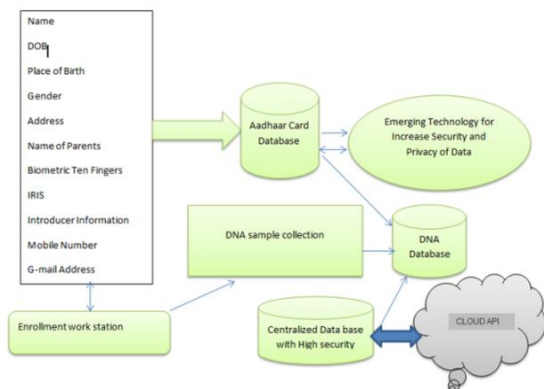 Name
DOB
Place of Birth
Gender
Address
Name of Parents
Biometric Ten Fingers
IRIS
Introducer Information
Mobile Number
G-mail Address
Aadhaar Card
Database
Emerging Technology for
Increase Security and
Privacy of Data
DNA sample collection
DNA
Database
Enrollment work station
Centralized Data base
with High security
CLOUD API